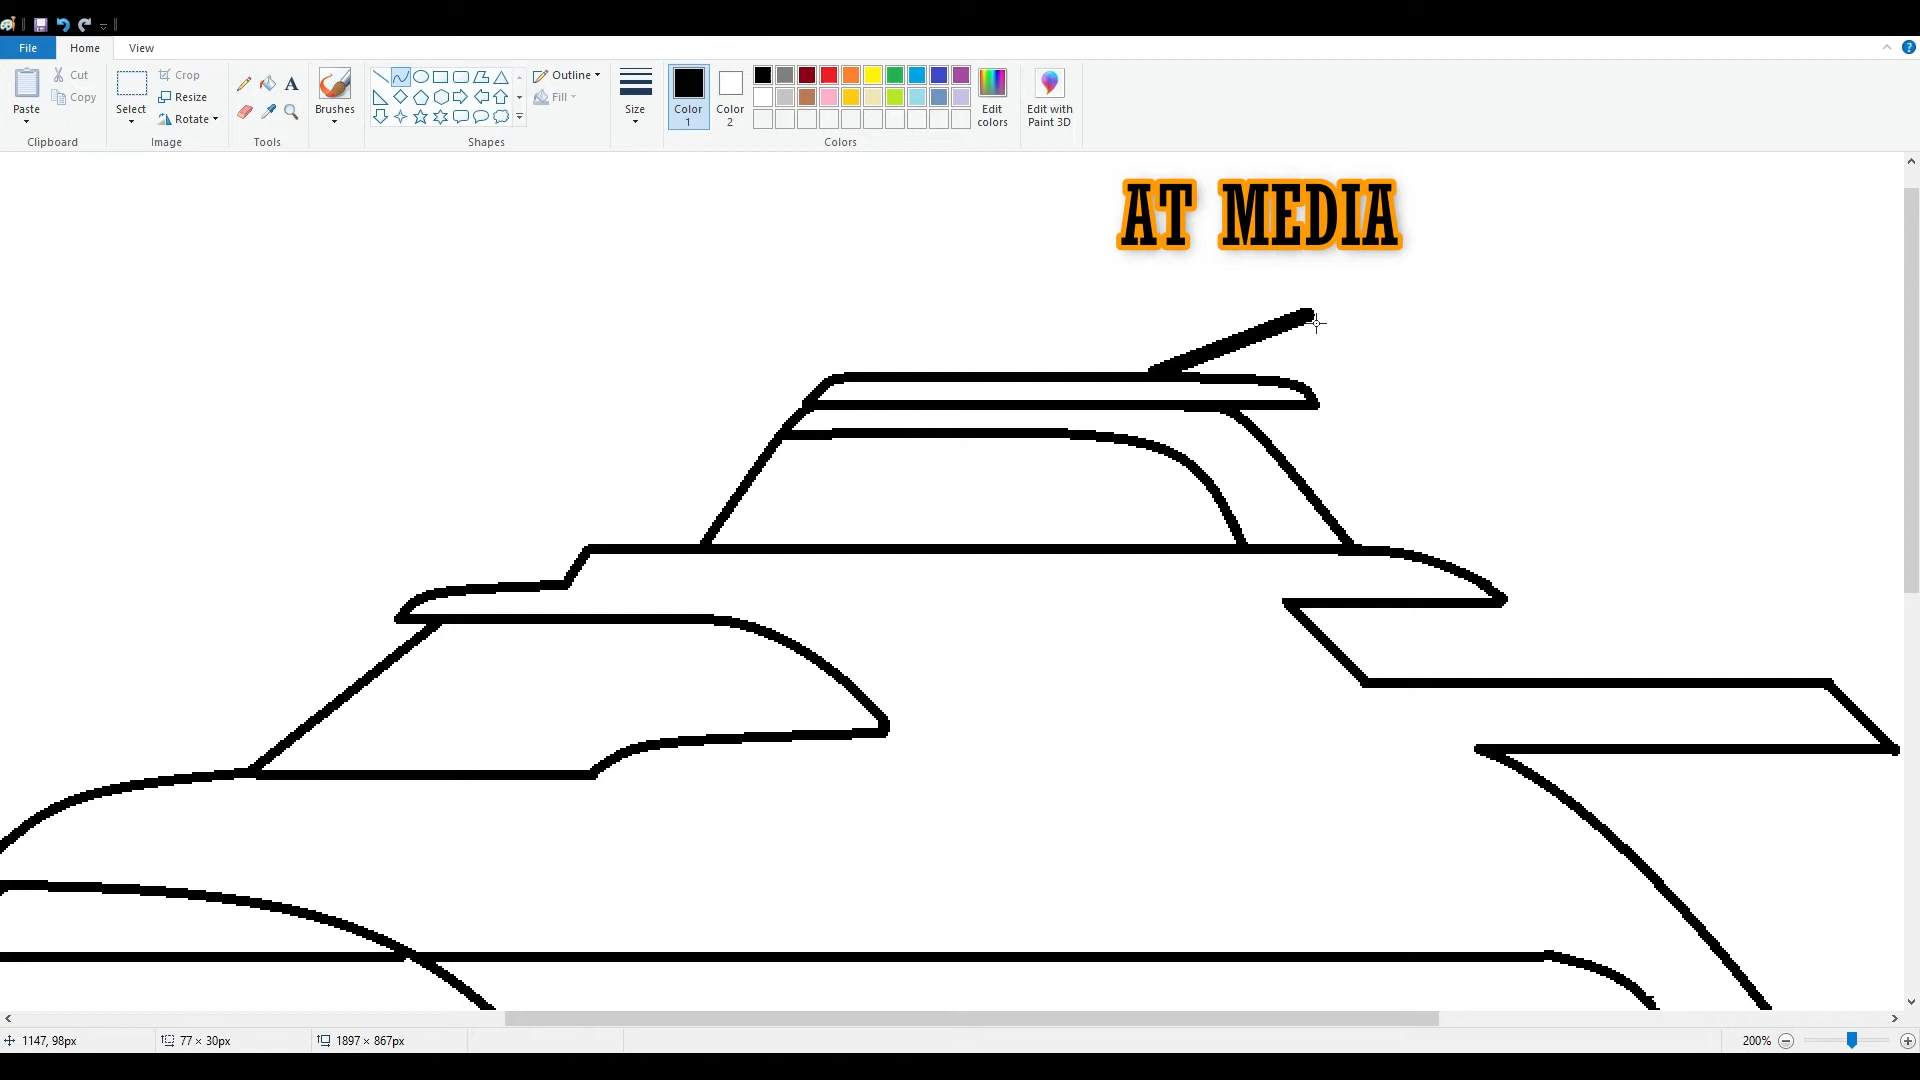 File Home View
Paste
Cut
Copy
Clipboard
Select
Crop
Resize
Rotate
Image
A
Tools
Brushes
Outline
Fill
Shapes
Size
Color 1
Color 2
Edit colors
Colors
Edit with Paint 3D
AT MEDIA
1147, 98px
77 × 30px
1897 × 867px
200%